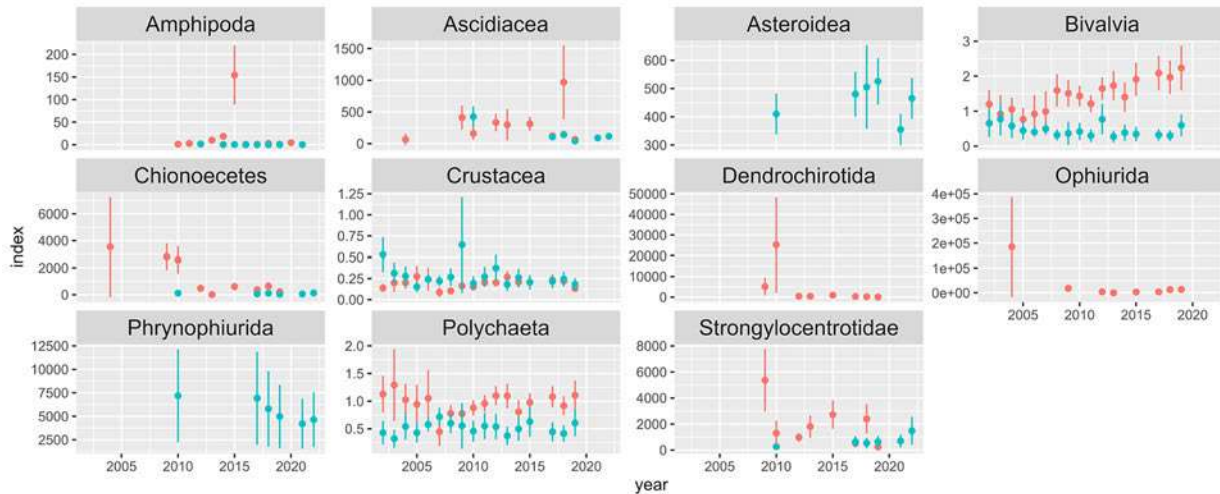 Amphipoda Ascidiacea Asteroidea Bivalvia
200 1500 600 3
150 1000 500 2
100 500 400 1
50 0 300 0
0
Chionoecetes Crustacea Dendrochirotida Ophiurida
6000 1.25 50000 4e+05
4000 1.00 40000 3e+05
2000 0.75 30000 2e+05
0 0.50 20000 1e+05
0.25 10000 0e+00
0.00 0
2005 2010 2015 2020
Phrynophiurida Polychaeta Strongylocentrotidae
12500 2.0 8000
10000 1.5 6000
7500 1.0 4000
5000 0.5 2000
2500 0
2005 2010 2015 2020 2005 2010 2015 2020 2005 2010 2015 2020
index
year